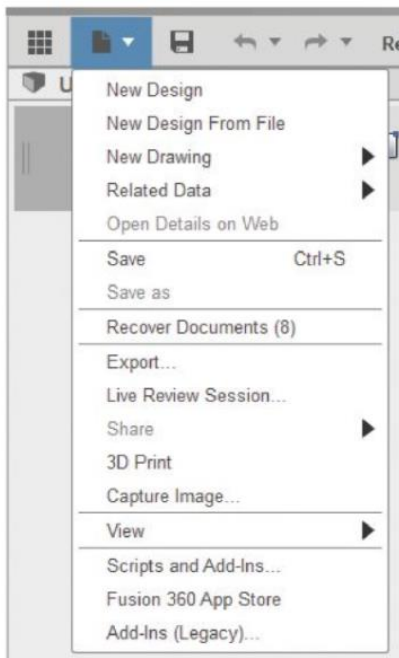 Re
U
New Design
New Design From File
New Drawing
Related Data
Open Details on Web
Save Ctrl+S
Save as
Recover Documents (8)
Export...
Live Review Session...
Share
3D Print
Capture Image...
View
Scripts and Add-Ins...
Fusion 360 App Store
Add-Ins (Legacy)...